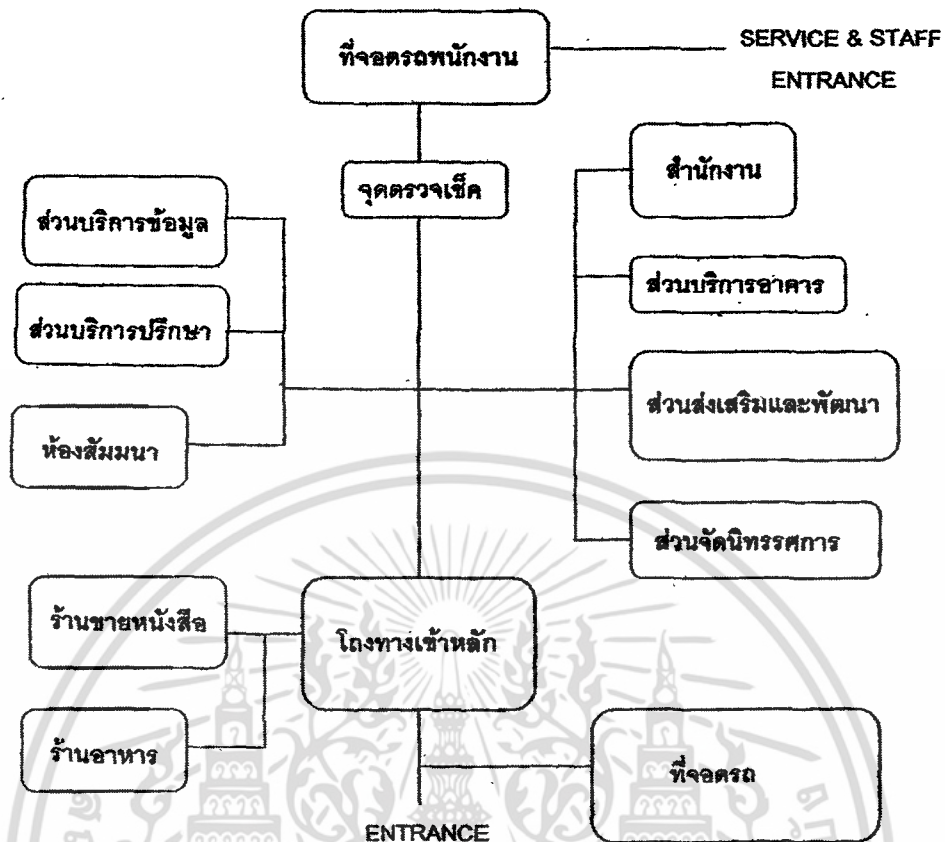 ที่จอดรถพนักงาน
SERVICE & STAFF
ENTRANCE
จุดตรวจเช็ค
สำนักงาน
ส่วนบริการข้อมูล
ส่วนบริการอาคาร
ส่วนบริการปรึกษา
ส่วนส่งเสริมและพัฒนา
ห้องสัมมนา
ส่วนจัดนิทรรศการ
ร้านขายหนังสือ
โถงทางเข้าหลัก
ร้านอาหาร
ที่จอดรถ
ENTRANCE